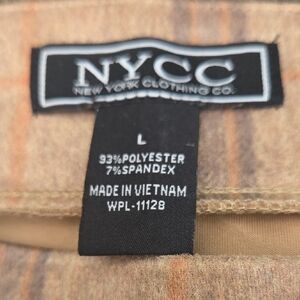 NYCC
NEW YORK CLOTHING CO.
L
93%POLYESTER
7%SPANDEX
MADE IN VIETNAM
WPL-11128